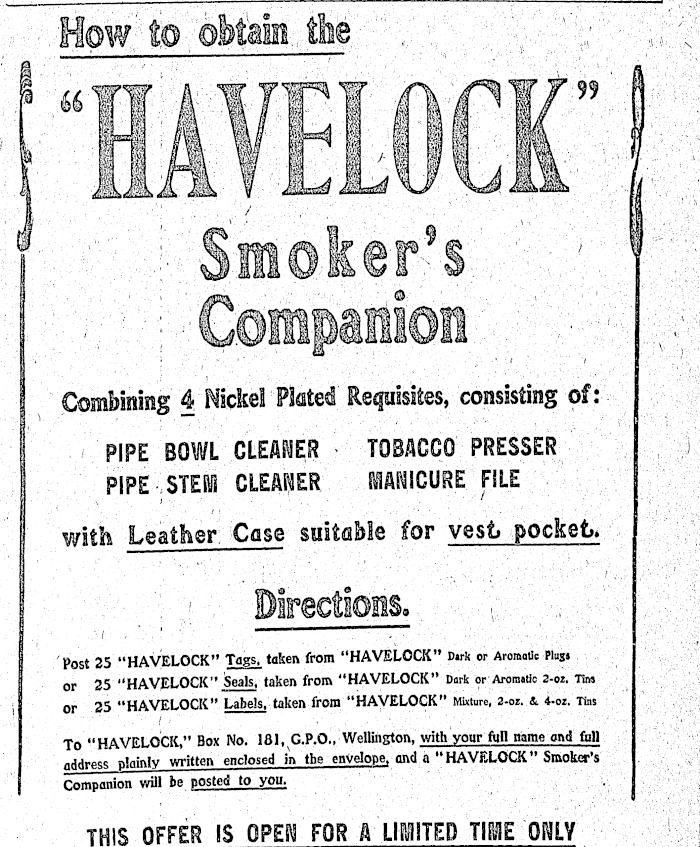 How to obtain the
"HAVELOCK"
Smoker's
Companion
Combining 4 Nickel Plated Requisites, consisting of:
PIPE BOWL CLEANER TOBACCO PRESSER
PIPE STEM CLEANER MANICURE FILE
with Leather Case suitable for vest pocket.
Directions.
Post 25 "HAVELOCK" Tags, taken from "HAVELOCK" Dark or Aromatic Plugs
or 25 "HAVELOCK" Seals, taken from "HAVELOCK" Dark or Aromatic 2-oz. Tins
or 25 "HAVELOCK" Labels, taken from "HAVELOCK" Mixture, 2-oz. & 4-oz. Tins
To "HAVELOCK," Box No. 181, G.P.O., Wellington, with your full name and full
address plainly written enclosed in the envelope, and a "HAVELOCK" Smoker's
Companion will be posted to you.
THIS OFFER IS OPEN FOR A LIMITED TIME ONLY